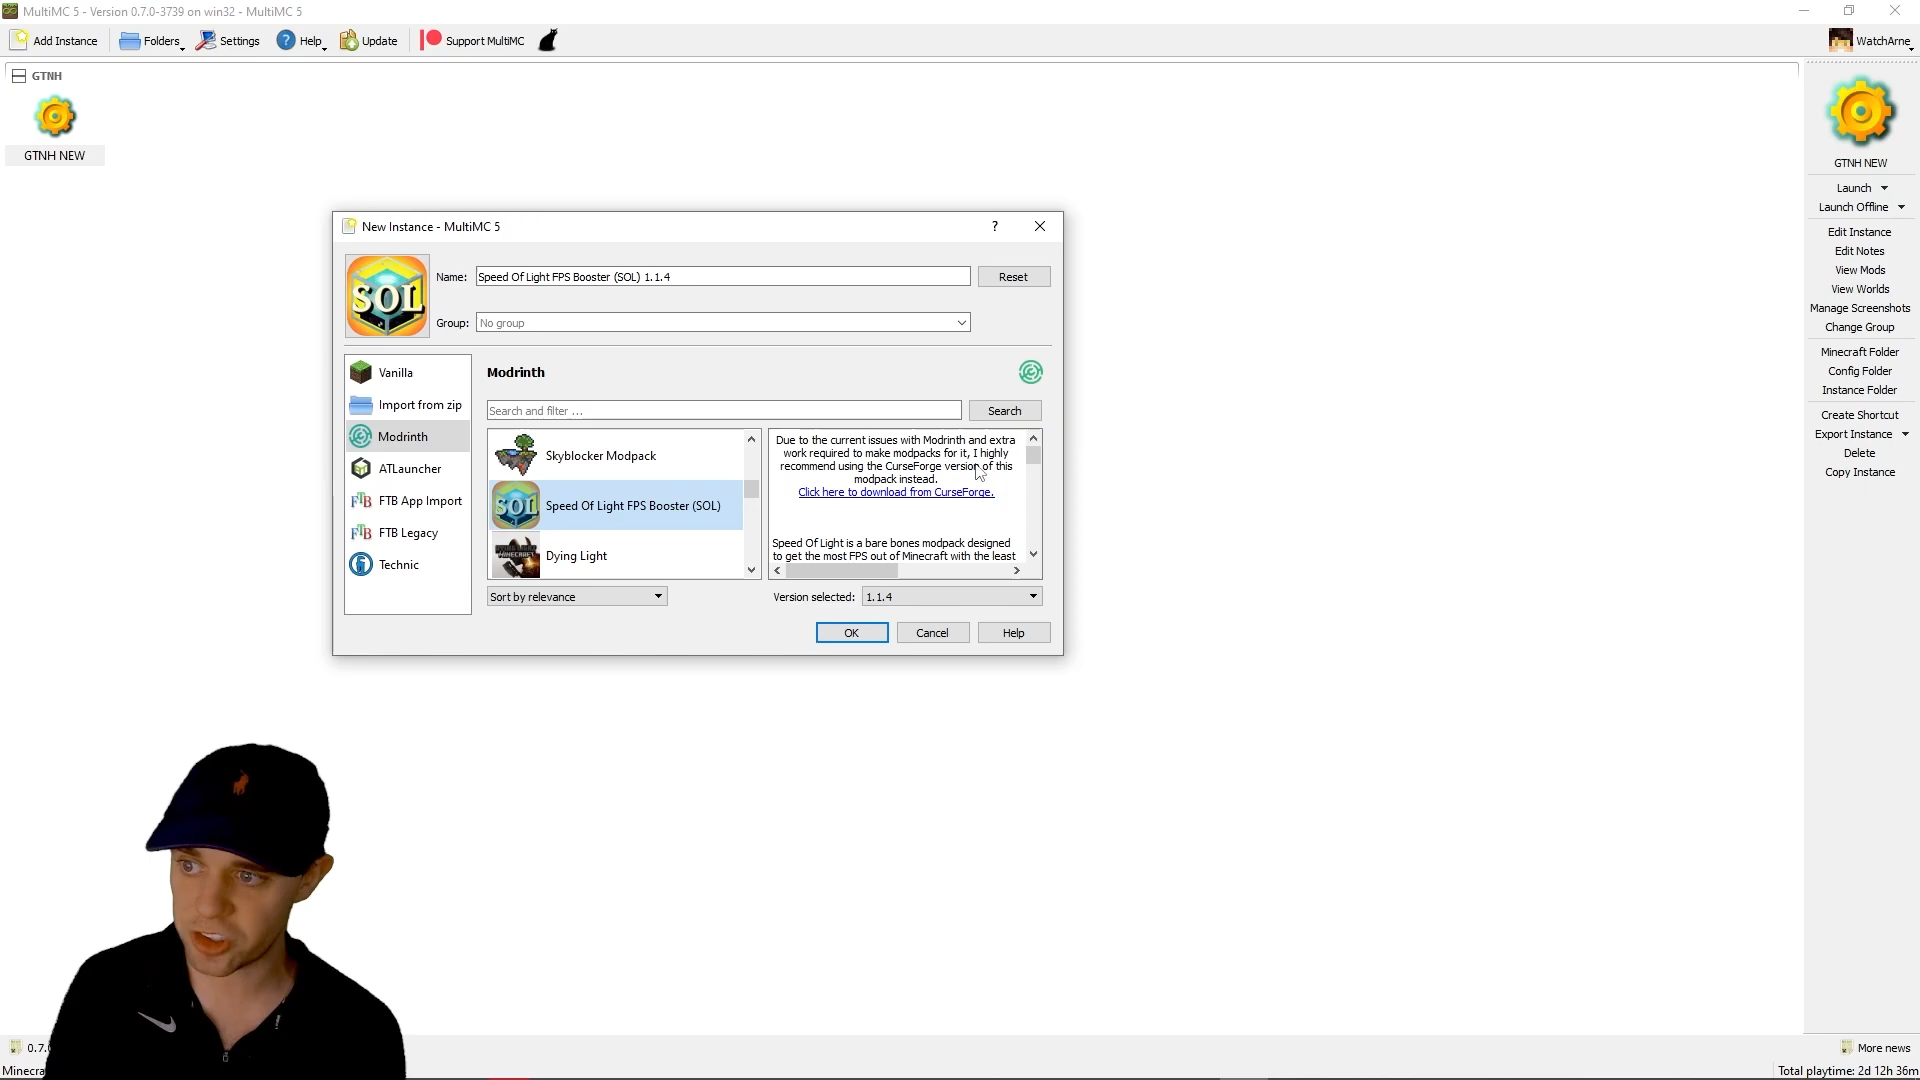 MultiMC 5 - Version 0.7.0-3739 on win32 - MultiMC 5
Add Instance
Folders
Settings
Help
Update
Support MultiMC
WatchArne
GTNH
GTNH NEW
New Instance - MultiMC 5
?
SOL
Name:
Speed Of Light FPS Booster (SOL) 1.1.4
Reset
Group:
No group
Vanilla
Import from zip
Modrinth
ATLauncher
FTB App Import
FTB Legacy
Technic
Modrinth
Search and filter ...
Search
Skyblocker Modpack
SOL
Speed Of Light FPS Booster (SOL)
Dying Light
Due to the current issues with Modrinth and extra
work required to make modpacks for it, I highly
recommend using the CurseForge version of this
modpack instead.
Click here to download from CurseForge.
Speed Of Light is a bare bones modpack designed
to get the most FPS out of Minecraft with the least
Sort by relevance
Version selected:
1.1.4
OK
Cancel
Help
GTNH NEW
Launch
Launch Offline
Edit Instance
Edit Notes
View Mods
View Worlds
Manage Screenshots
Change Group
Minecraft Folder
Config Folder
Instance Folder
Create Shortcut
Export Instance
Delete
Copy Instance
0.7.0
More news
Minecra
Total playtime: 2d 12h 36m